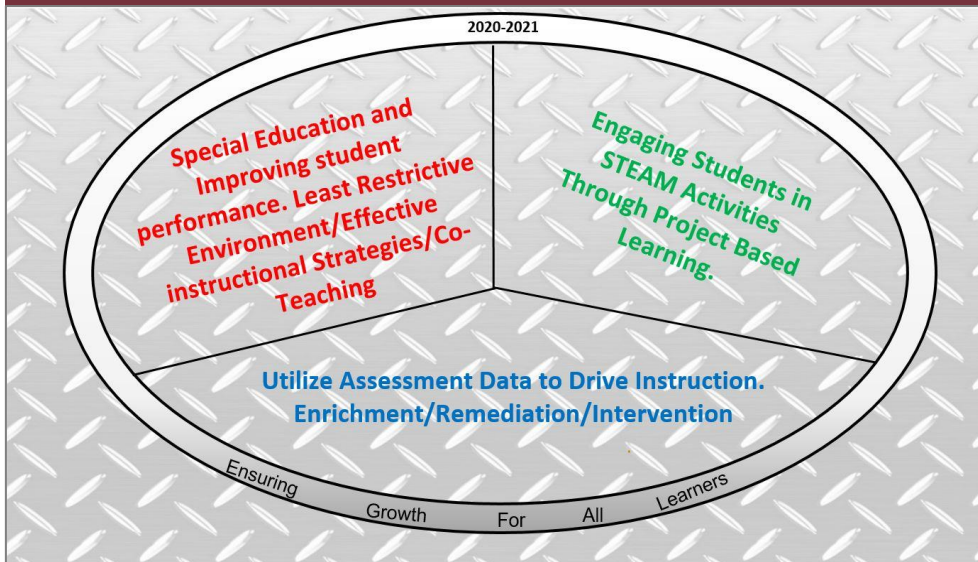 2020-2021
Special Education and
Improving student
performance. Least Restrictive
Environment/Effective
instructional Strategies/Co-
Teaching
Engaging Students in
STEAM Activities
Through Project Based
Learning.
Utilize Assessment Data to Drive Instruction.
Enrichment/Remediation/Intervention
Ensuring Growth For All Learners